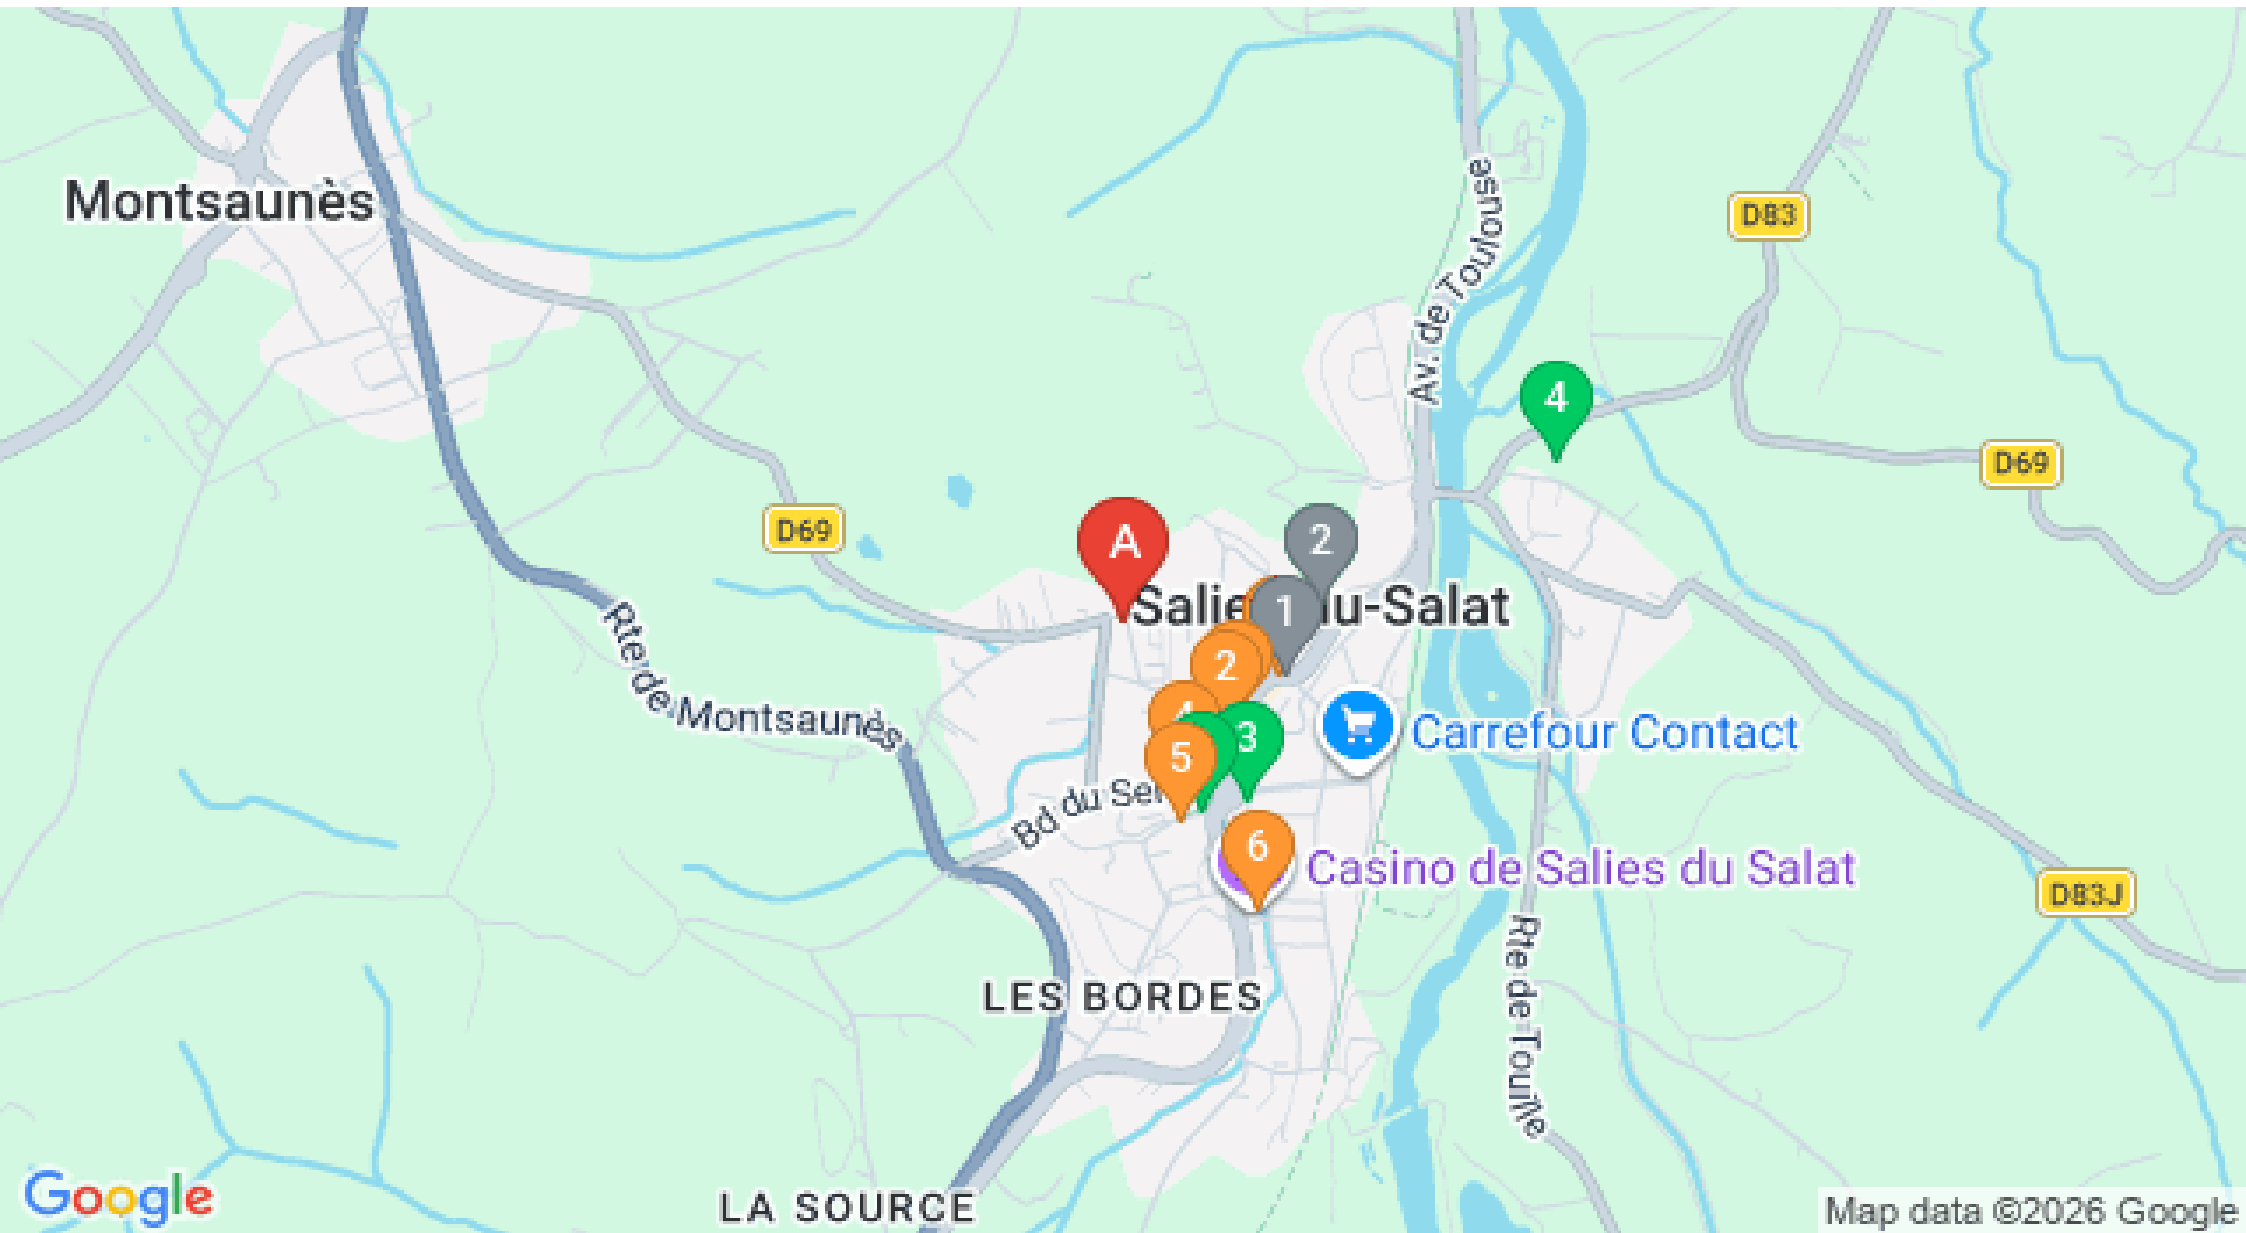 Montsaunès
Av. de Toulouse
D83
4
D69
D69
A
2
Salie
1
u-Salat
2
4
3
5
Carrefour Contact
Rte de Montsaunès
Bd du Se
6
Casino de Salies du Salat
D83J
Rte de Touille
LES BORDES
LA SOURCE
Google
Map data ©2026 Google